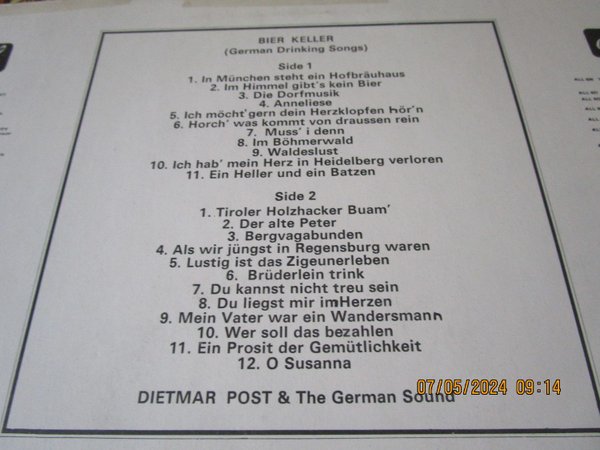 BIER KELLER
(German Drinking Songs)
Side 1
1. In München steht ein Hofbräuhaus
2. Im Himmel gibt's kein Bier
3. Die Dorfmusik
4. Anneliese
5. Ich möcht'gern dein Herzklopfen hör'n
6. Horch' was kommt von draussen rein
7. Muss' i denn
8. Im Böhmerwald
9. Waldeslust
10. Ich hab' mein Herz in Heidelberg verloren
11. Ein Heller und ein Batzen
Side 2
1. Tiroler Holzhacker Buam'
2. Der alte Peter
3. Bergvagabunden
4. Als wir jüngst in Regensburg waren
5. Lustig ist das Zigeunerleben
6. Brüderlein trink
7. Du kannst nicht treu sein
8. Du liegst mir im Herzen
9. Mein Vater war ein Wandersmann
10. Wer soll das bezahlen
11. Ein Prosit der Gemütlichkeit
12. O Susanna
DIETMAR POST & The German Sound
07/05/2024 09:14